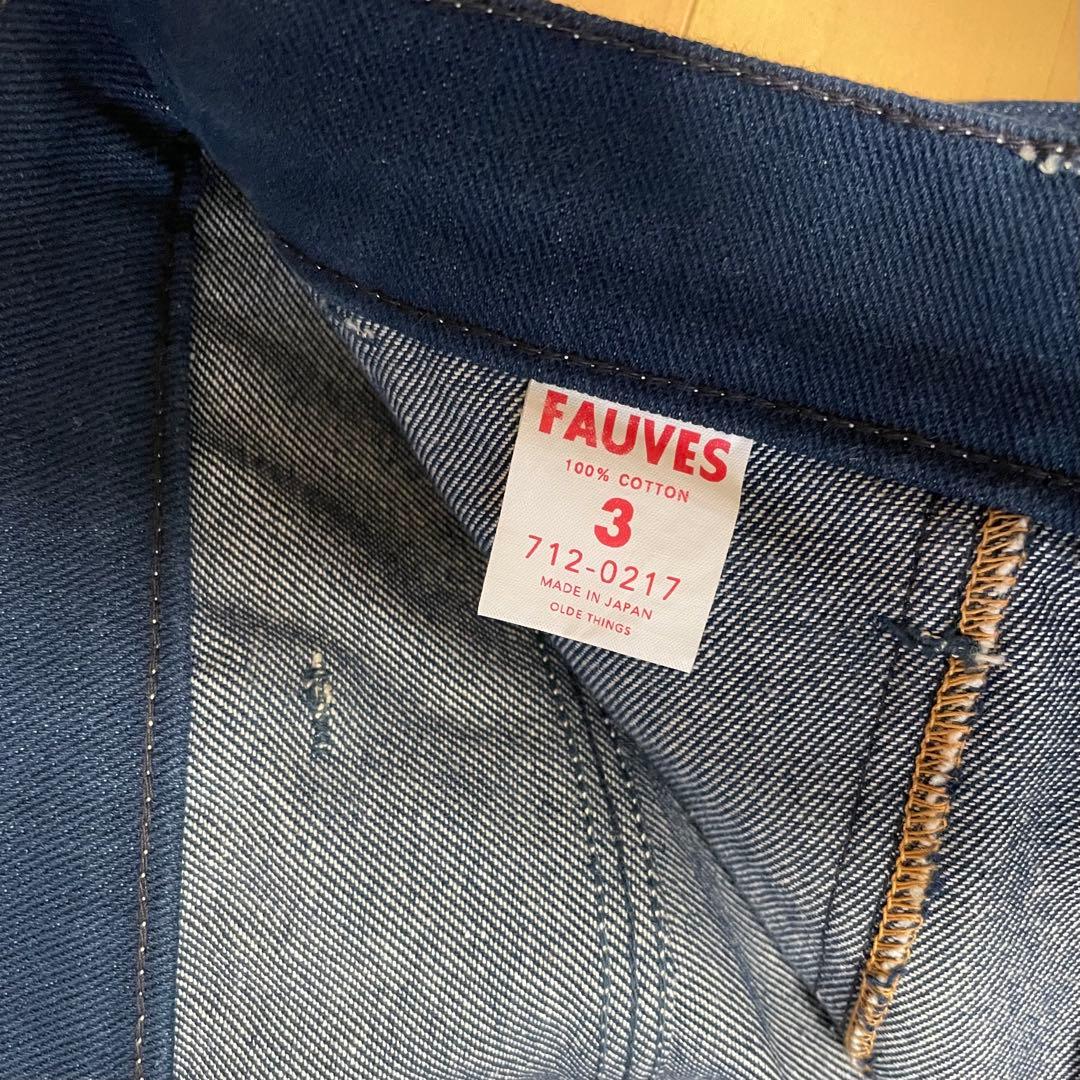 FAUVES
100% COTTON
3
712-0217
MADE IN JAPAN
OLDE THINGS